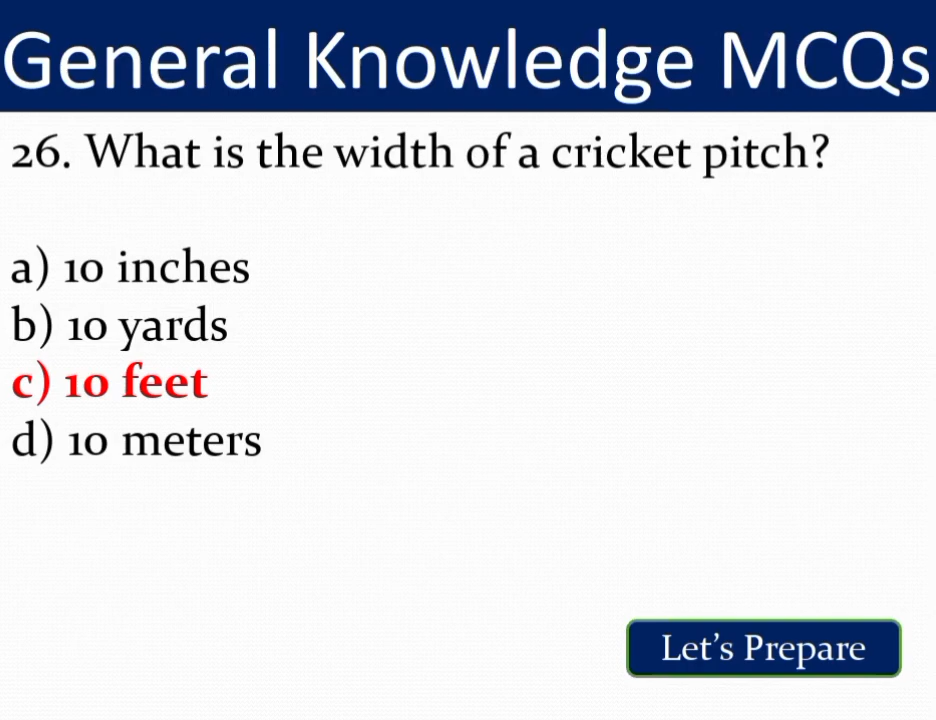 General Knowledge MCQs
26. What is the width of a cricket pitch?
a) 10 inches
b) 10 yards
c) 10 feet
d) 10 meters
Let's Prepare